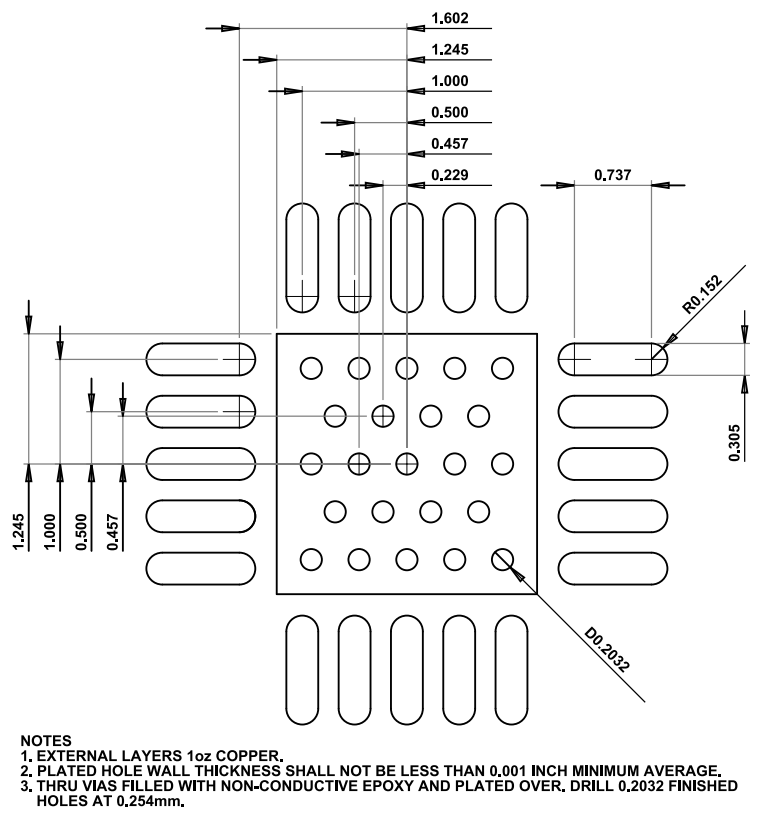 1.602
1.245
1.000
0.500
0.457
0.229
0.737
R0.152
0.305
1.245
1.000
0.500
0.457
D0.2032
NOTES
1. EXTERNAL LAYERS 1oz COPPER.
2. PLATED HOLE WALL THICKNESS SHALL NOT BE LESS THAN 0.001 INCH MINIMUM AVERAGE.
3. THRU VIAS FILLED WITH NON-CONDUCTIVE EPOXY AND PLATED OVER. DRILL 0.2032 FINISHED
HOLES AT 0.254mm.